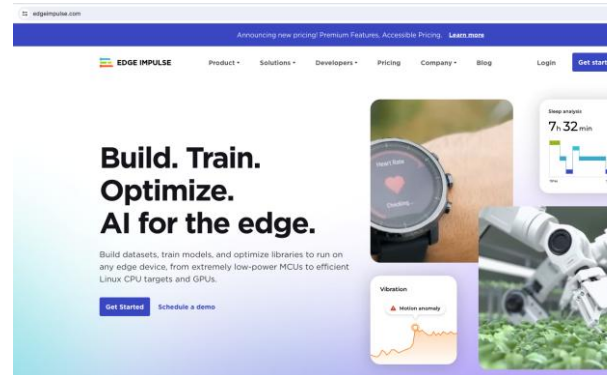 edgeimpulse.com
Announcing new pricing! Premium Features, Accessible Pricing. Learn more
EDGE IMPULSE Product Solutions Developers Pricing Company Blog Login Get start
Build. Train.
Optimize.
AI for the edge.
Build datasets, train models, and optimize libraries to run on
any edge device, from extremely low-power MCUs to efficient
Linux CPU targets and GPUs.
Get Started Schedule a demo
Heart Rate
Checking...
Sleep analysis
7h 32min
Vibration
Motion anomaly